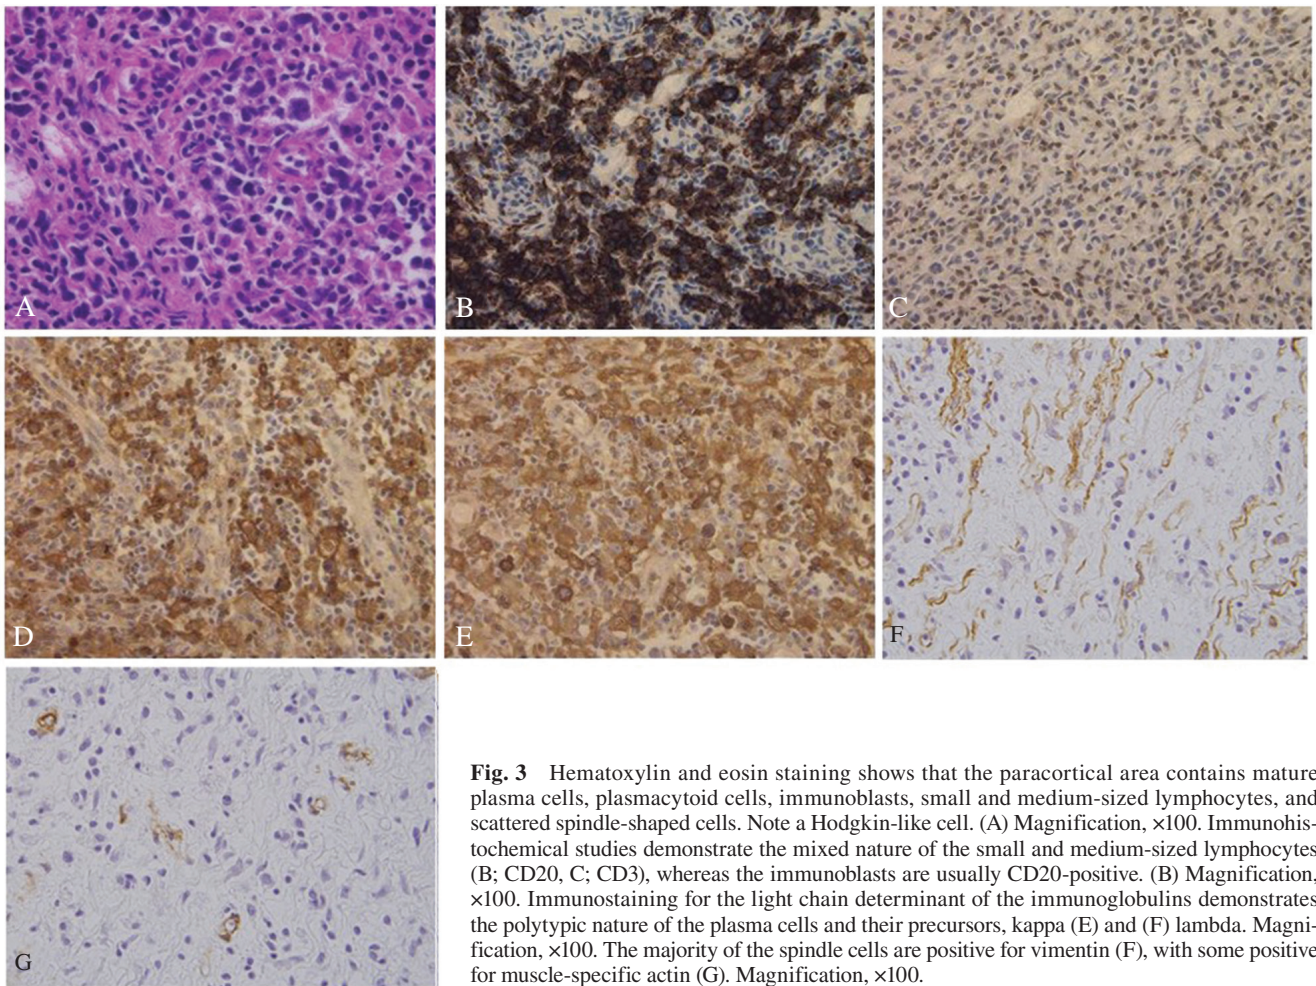 A
B
C
D
E
F
G
Fig. 3 Hematoxylin and eosin staining shows that the paracortical area contains mature
plasma cells, plasmacytoid cells, immunoblasts, small and medium-sized lymphocytes, and
scattered spindle-shaped cells. Note a Hodgkin-like cell. (A) Magnification, ×100. Immunohis-
tochemical studies demonstrate the mixed nature of the small and medium-sized lymphocytes
(B; CD20, C; CD3), whereas the immunoblasts are usually CD20-positive. (B) Magnification,
×100. Immunostaining for the light chain determinant of the immunoglobulins demonstrates
the polytypic nature of the plasma cells and their precursors, kappa (E) and (F) lambda. Magni-
fication, ×100. The majority of the spindle cells are positive for vimentin (F), with some positive
for muscle-specific actin (G). Magnification, ×100.